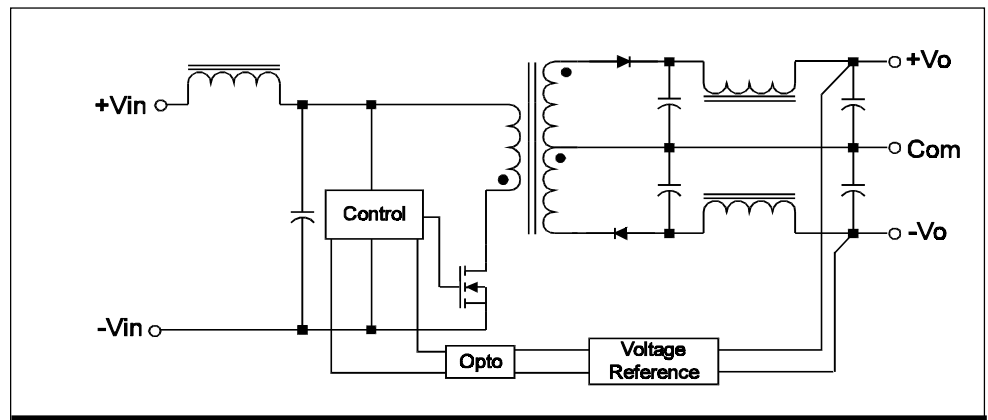 +Vin
-Vin
Control
Opto
Voltage
Reference
+Vo
Com
-Vo